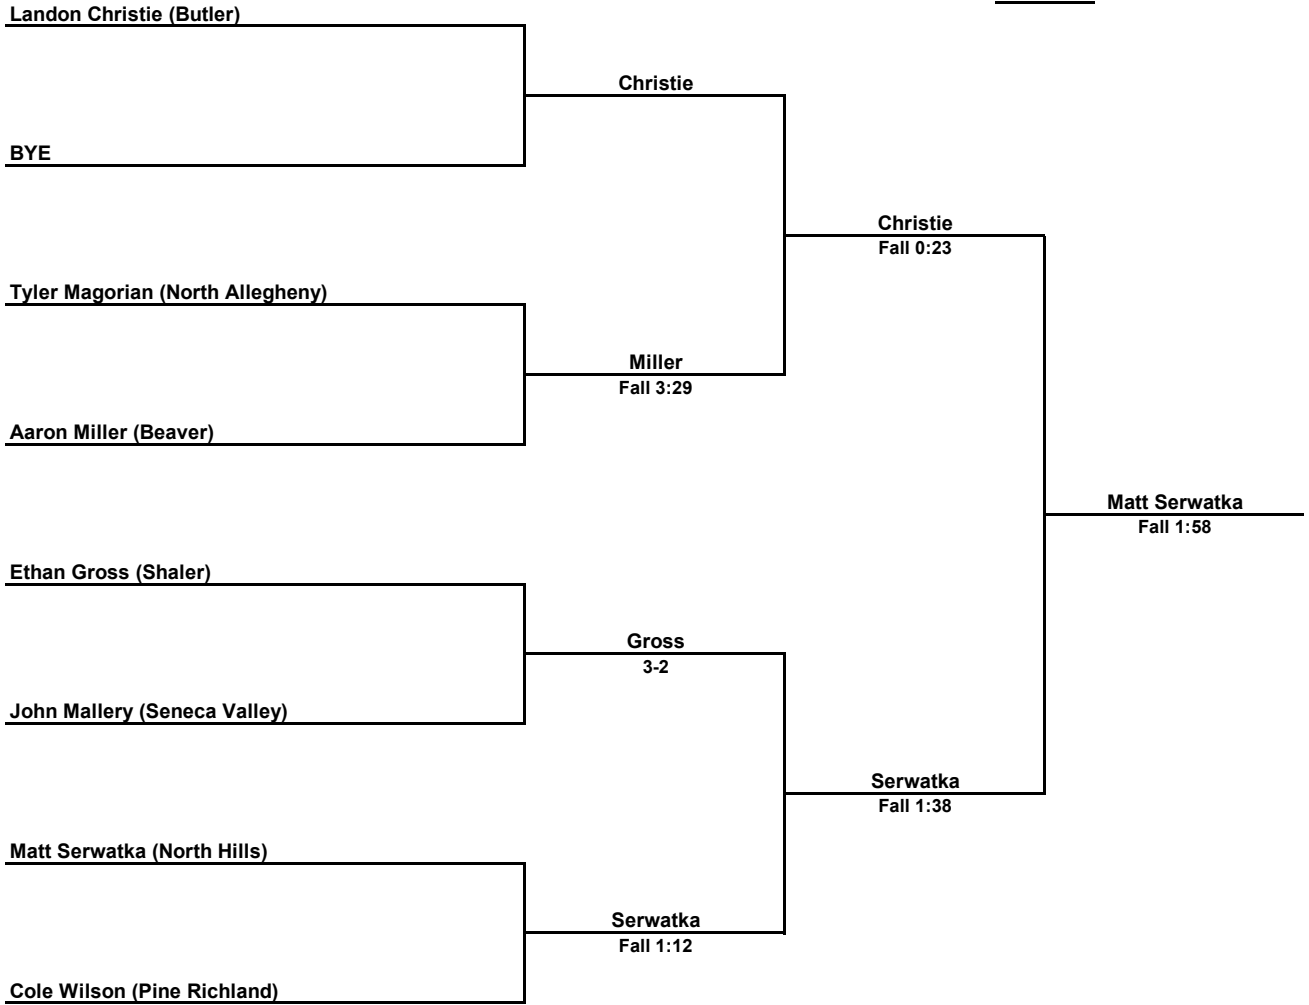 Landon Christie (Butler)
Christie
BYE
Christie
Fall 0:23
Tyler Magorian (North Allegheny)
Miller
Fall 3:29
Aaron Miller (Beaver)
Matt Serwatka
Fall 1:58
Ethan Gross (Shaler)
Gross
3-2
John Mallery (Seneca Valley)
Serwatka
Fall 1:38
Matt Serwatka (North Hills)
Serwatka
Fall 1:12
Cole Wilson (Pine Richland)